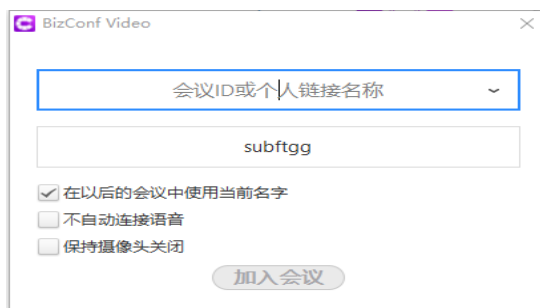 BizConf Video
会议ID或个人链接名称
subftgg
在以后的会议中使用当前名字
不自动连接语音
保持摄像头关闭
加入会议